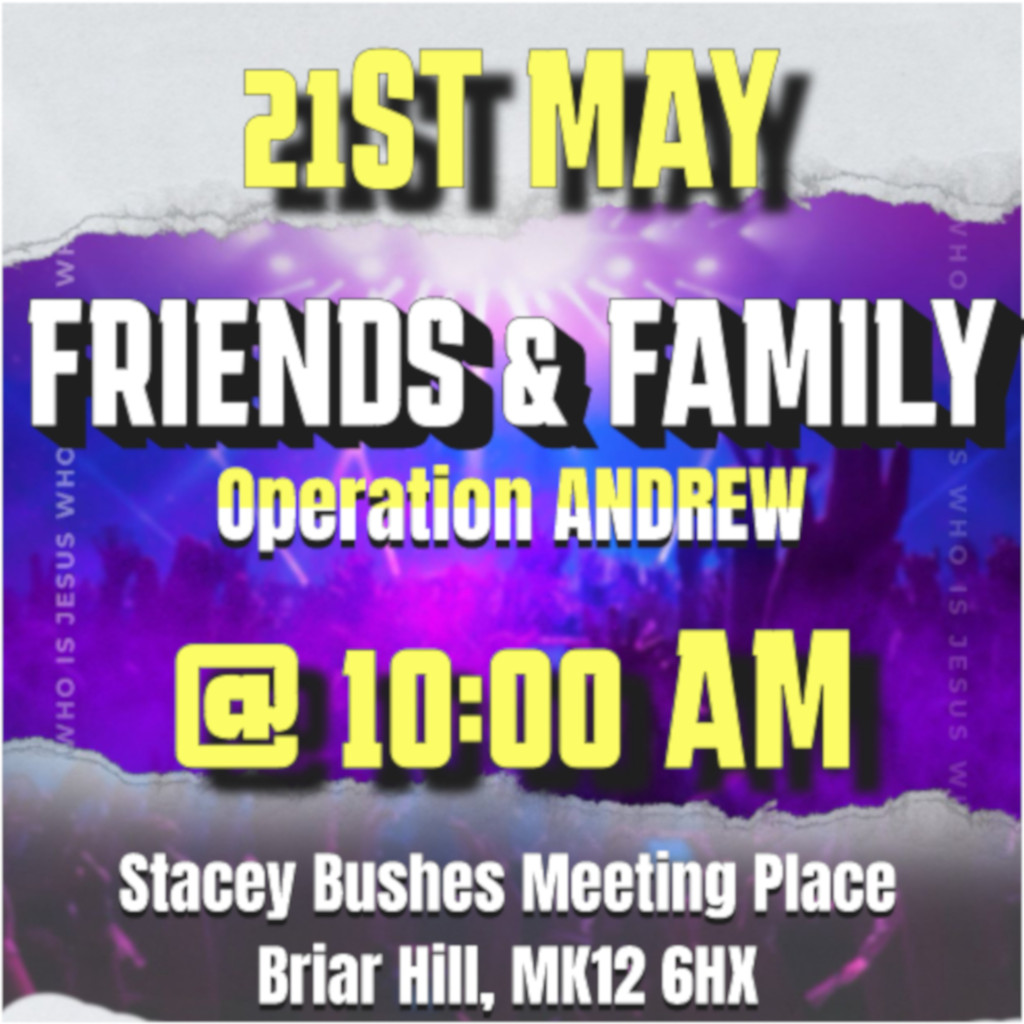 21ST MAY
FRIENDS & FAMILY
Operation ANDREW
@ 10:00 AM
Stacey Bushes Meeting Place
Briar Hill, MK12 6HX
WHO IS JESUS WHO
WHO
S WHO IS JESUS W